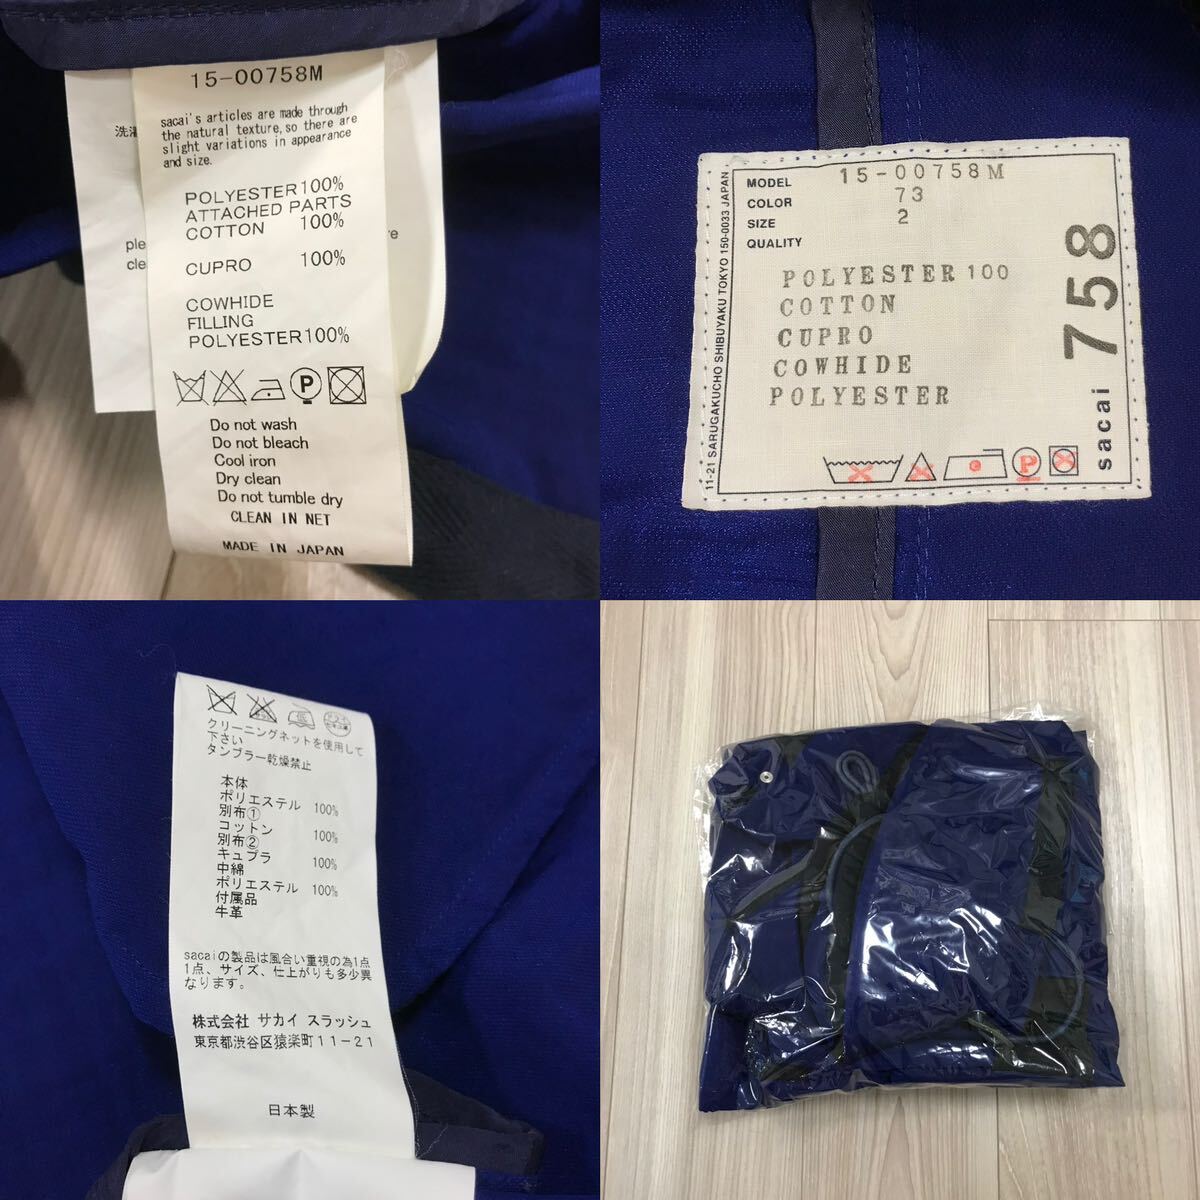 洗濯
ple
cle
re
15-00758M
sacai's articles are made through
the natural texture,so there are
slight variations in appearance
and size.
POLYESTER 100%
ATTACHED PARTS
COTTON 100%
CUPRO 100%
COWHIDE
FILLING
POLYESTER 100%
P
Do not wash
Do not bleach
Cool iron
Dry clean
Do not tumble dry
CLEAN IN NET
MADE IN JAPAN
11-21 SARUGAKUCHO SHIBUYAKU TOKYO 150-0033 JAPAN
MODEL 15-00758M
COLOR 73
SIZE 2
QUALITY
POLYESTER 100
COTTON
CUPRO
COWHIDE
POLYESTER
P
sacai 758
低
クリーニングネットを使用して
下さい
タンブラー乾燥禁止
本体
ポリエステル 100%
別布①
コットン 100%
別布②
キュプラ 100%
中綿
ポリエステル 100%
付属品
牛革
sacaiの製品は風合い重視の為1点
1点、サイズ、仕上がりも多少異
なります。
株式会社 サカイ スラッシュ
東京都渋谷区猿楽町11-21
日本製